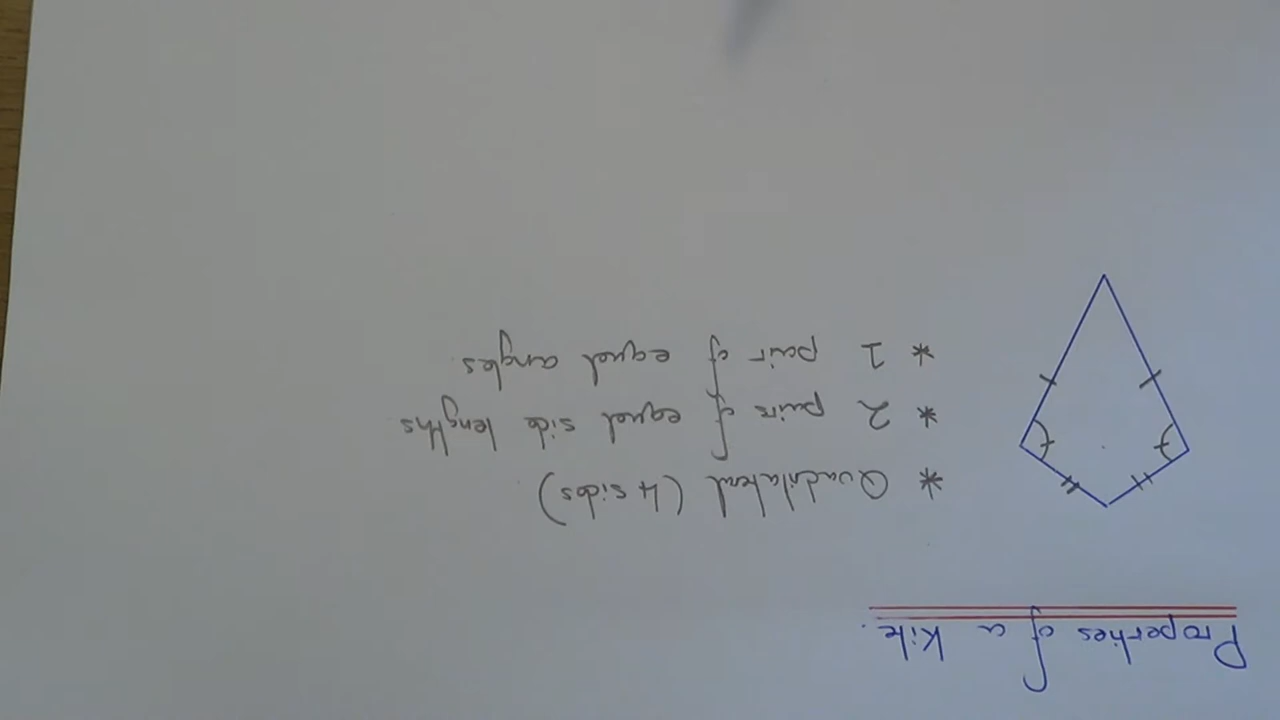 Properties of a Kite.
* Quadrilateral (4 sides)
* 2 pairs of equal side lengths
* 1 pair of equal angles